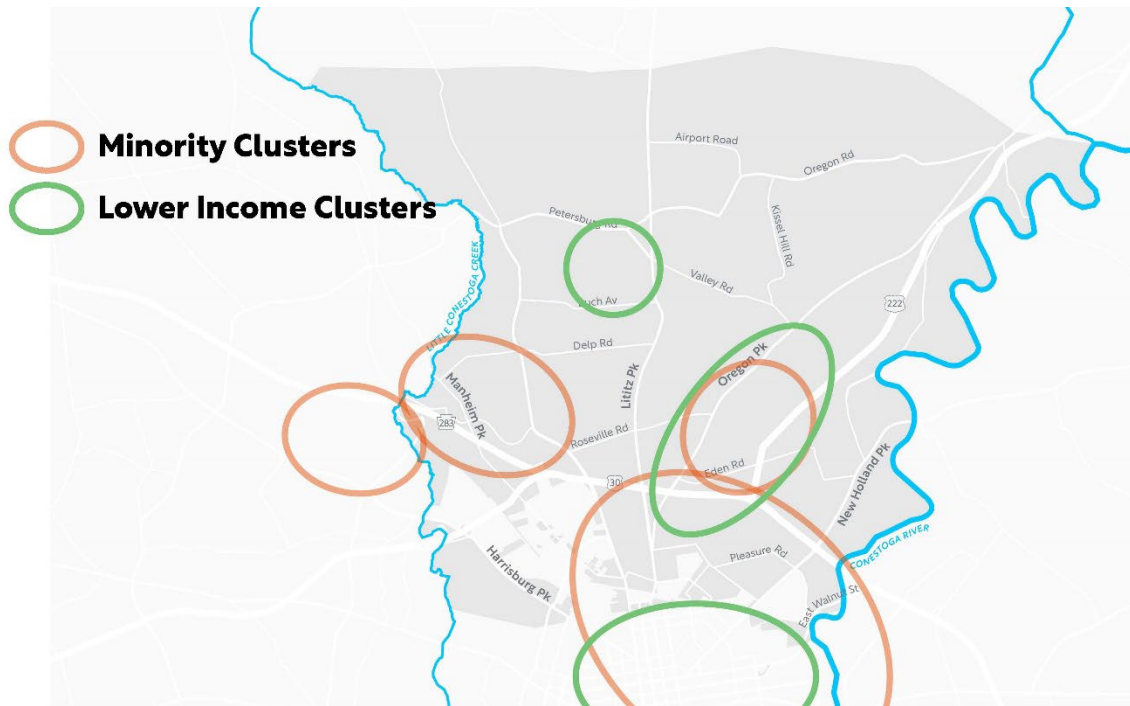 Minority Clusters
Lower Income Clusters
Airport Road
Oregon Rd
Petersburg Rd
Kissel Hill Rd
Valley Rd
222
LITTLE CONESTOGA CREEK
Delp Rd
Oregon Pk
Manheim Pk
Lititz Pk
283
Roseville Rd
Eden Rd
30
New Holland Pk
Pleasure Rd
CONESTOGA RIVER
Harrisburg Pk
East Walnut St